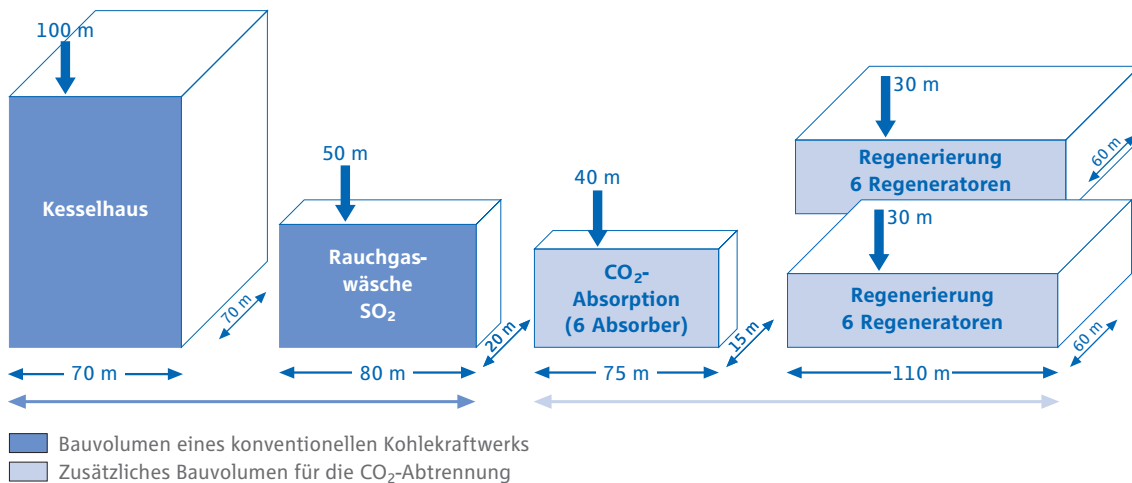 100 m
Kesselhaus
70 m
70 m
50 m
Rauchgas-
wäsche
SO₂
20 m
80 m
40 m
CO₂-
Absorption
(6 Absorber)
15 m
75 m
30 m
Regenerierung
6 Regeneratoren
60 m
30 m
Regenerierung
6 Regeneratoren
60 m
110 m
Bauvolumen eines konventionellen Kohlekraftwerks
Zusätzliches Bauvolumen für die CO₂-Abtrennung